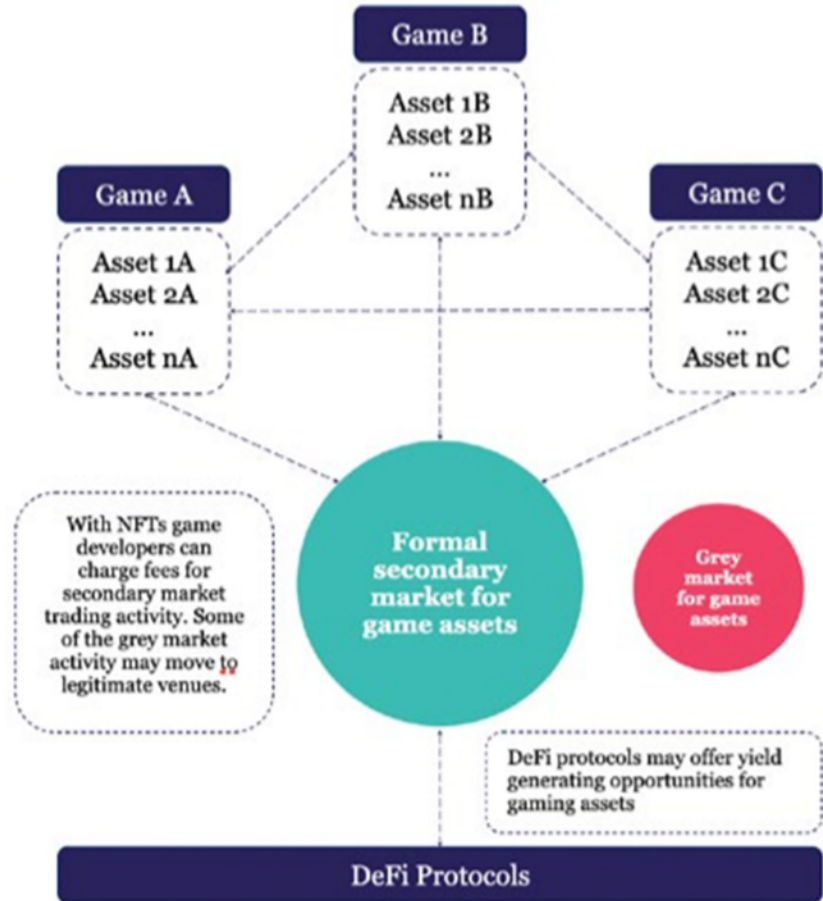 Game B
Asset 1B
Asset 2B
...
Asset nB
Game A
Asset 1A
Asset 2A
...
Asset nA
Game C
Asset 1C
Asset 2C
...
Asset nC
With NFTs game
developers can
charge fees for
secondary market
trading activity. Some
of the grey market
activity may move to
legitimate venues.
Formal
secondary
market for
game assets
Grey
market
for game
assets
DeFi protocols may offer yield
generating opportunities for
gaming assets
DeFi Protocols